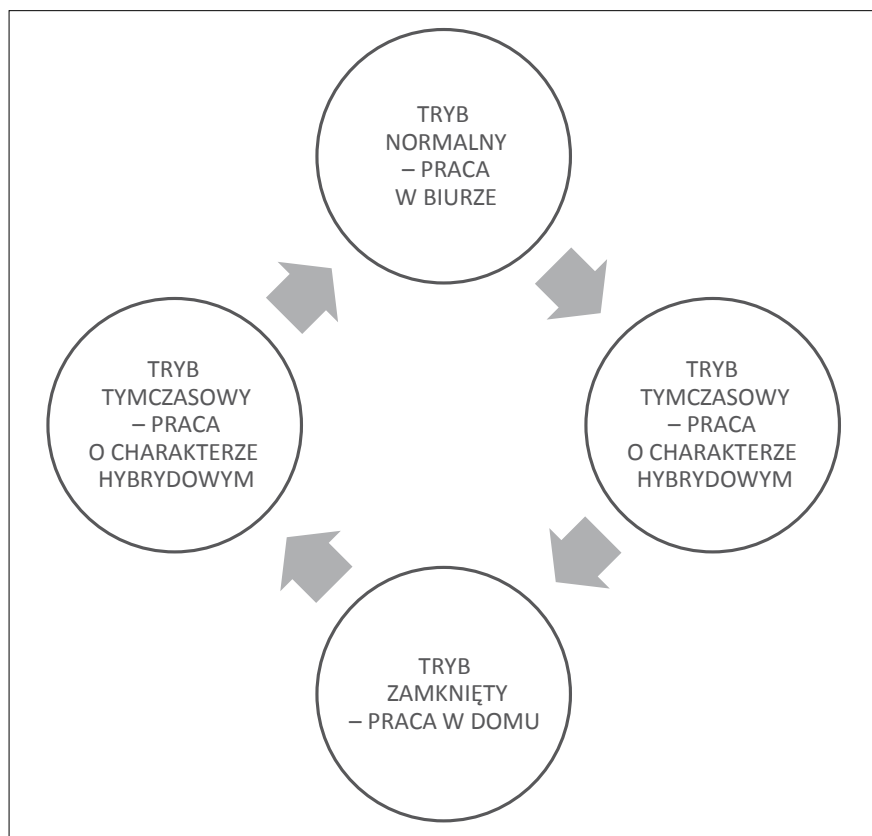 TRYB
NORMALNY
– PRACA
W BIURZE
TRYB
TYMCZASOWY
– PRACA
O CHARAKTERZE
HYBRYDOWYM
TRYB
TYMCZASOWY
– PRACA
O CHARAKTERZE
HYBRYDOWYM
TRYB
ZAMKNIĘTY
– PRACA W DOMU